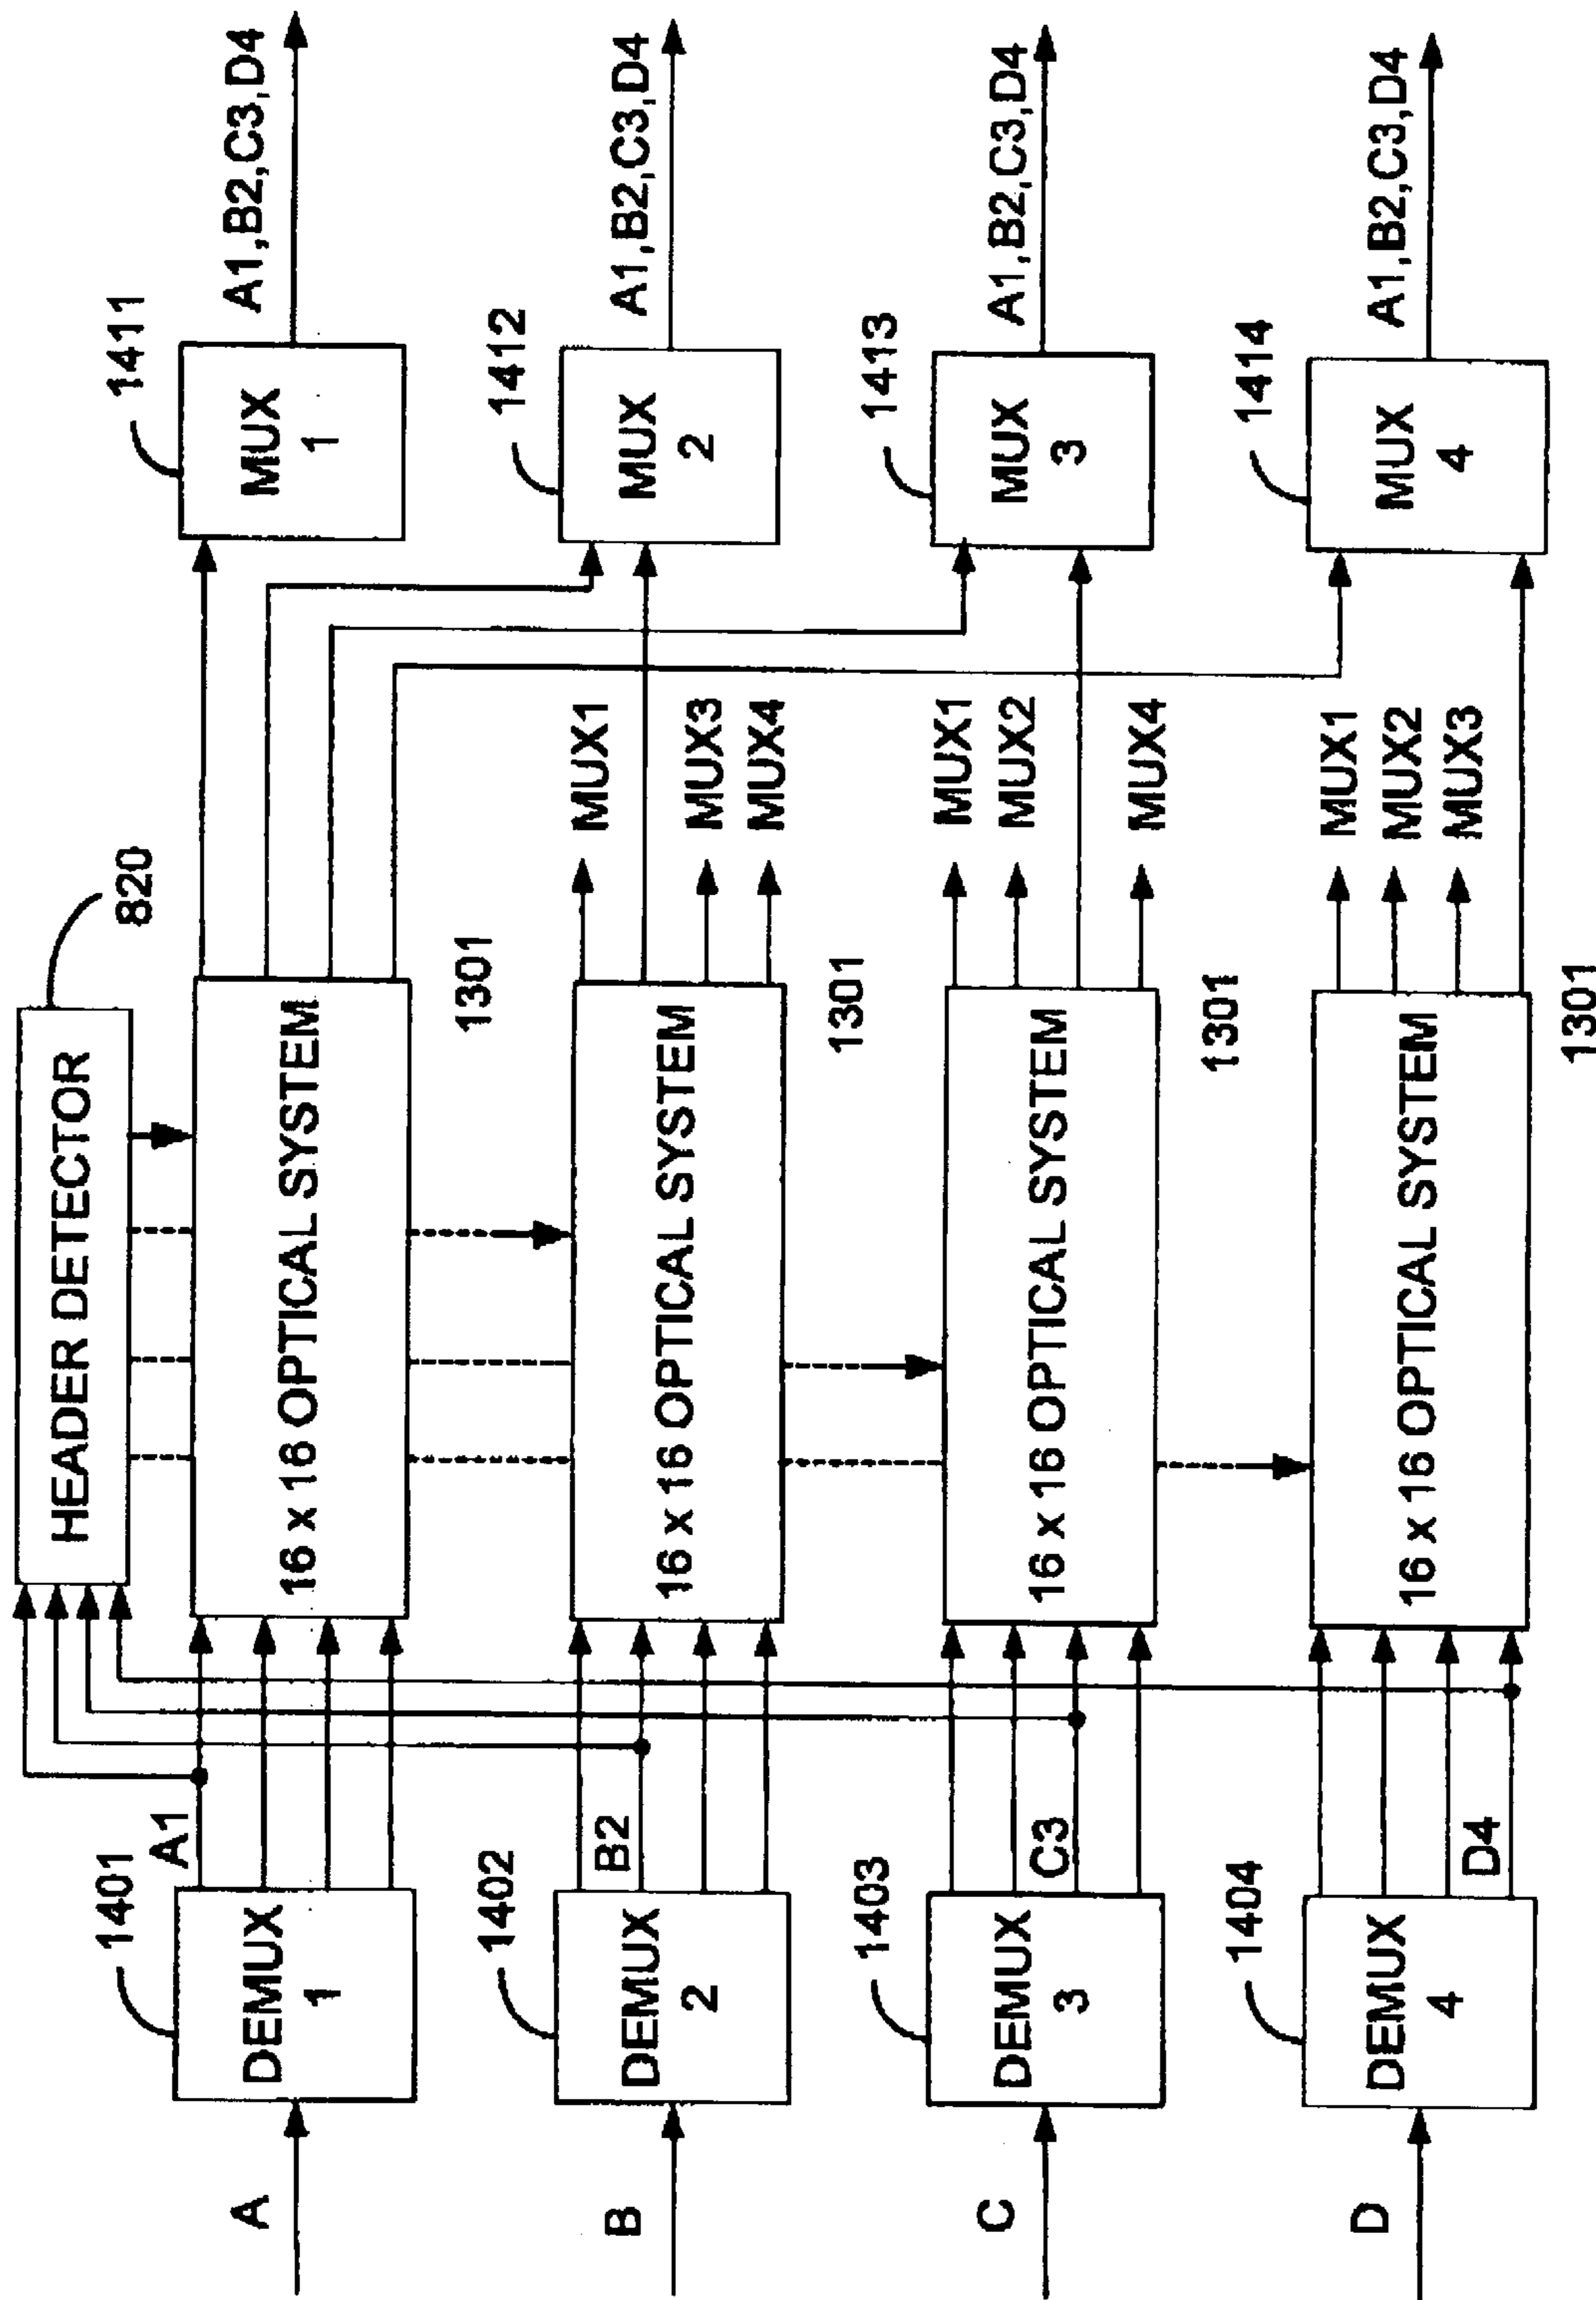 820
HEADER DETECTOR
1401
A1
A
DEMUX
1
16 x 16 OPTICAL SYSTEM
1301
1411
MUX
1
A1,B2,C3,D4
1402
B2
B
DEMUX
2
16 x 16 OPTICAL SYSTEM
1301
MUX1
MUX3
MUX4
1412
MUX
2
A1,B2,C3,D4
1403
C3
C
DEMUX
3
16 x 16 OPTICAL SYSTEM
1301
MUX1
MUX2
MUX4
1413
MUX
3
A1,B2,C3,D4
1404
D4
D
DEMUX
4
16 x 16 OPTICAL SYSTEM
1301
MUX1
MUX2
MUX3
1414
MUX
4
A1,B2,C3,D4